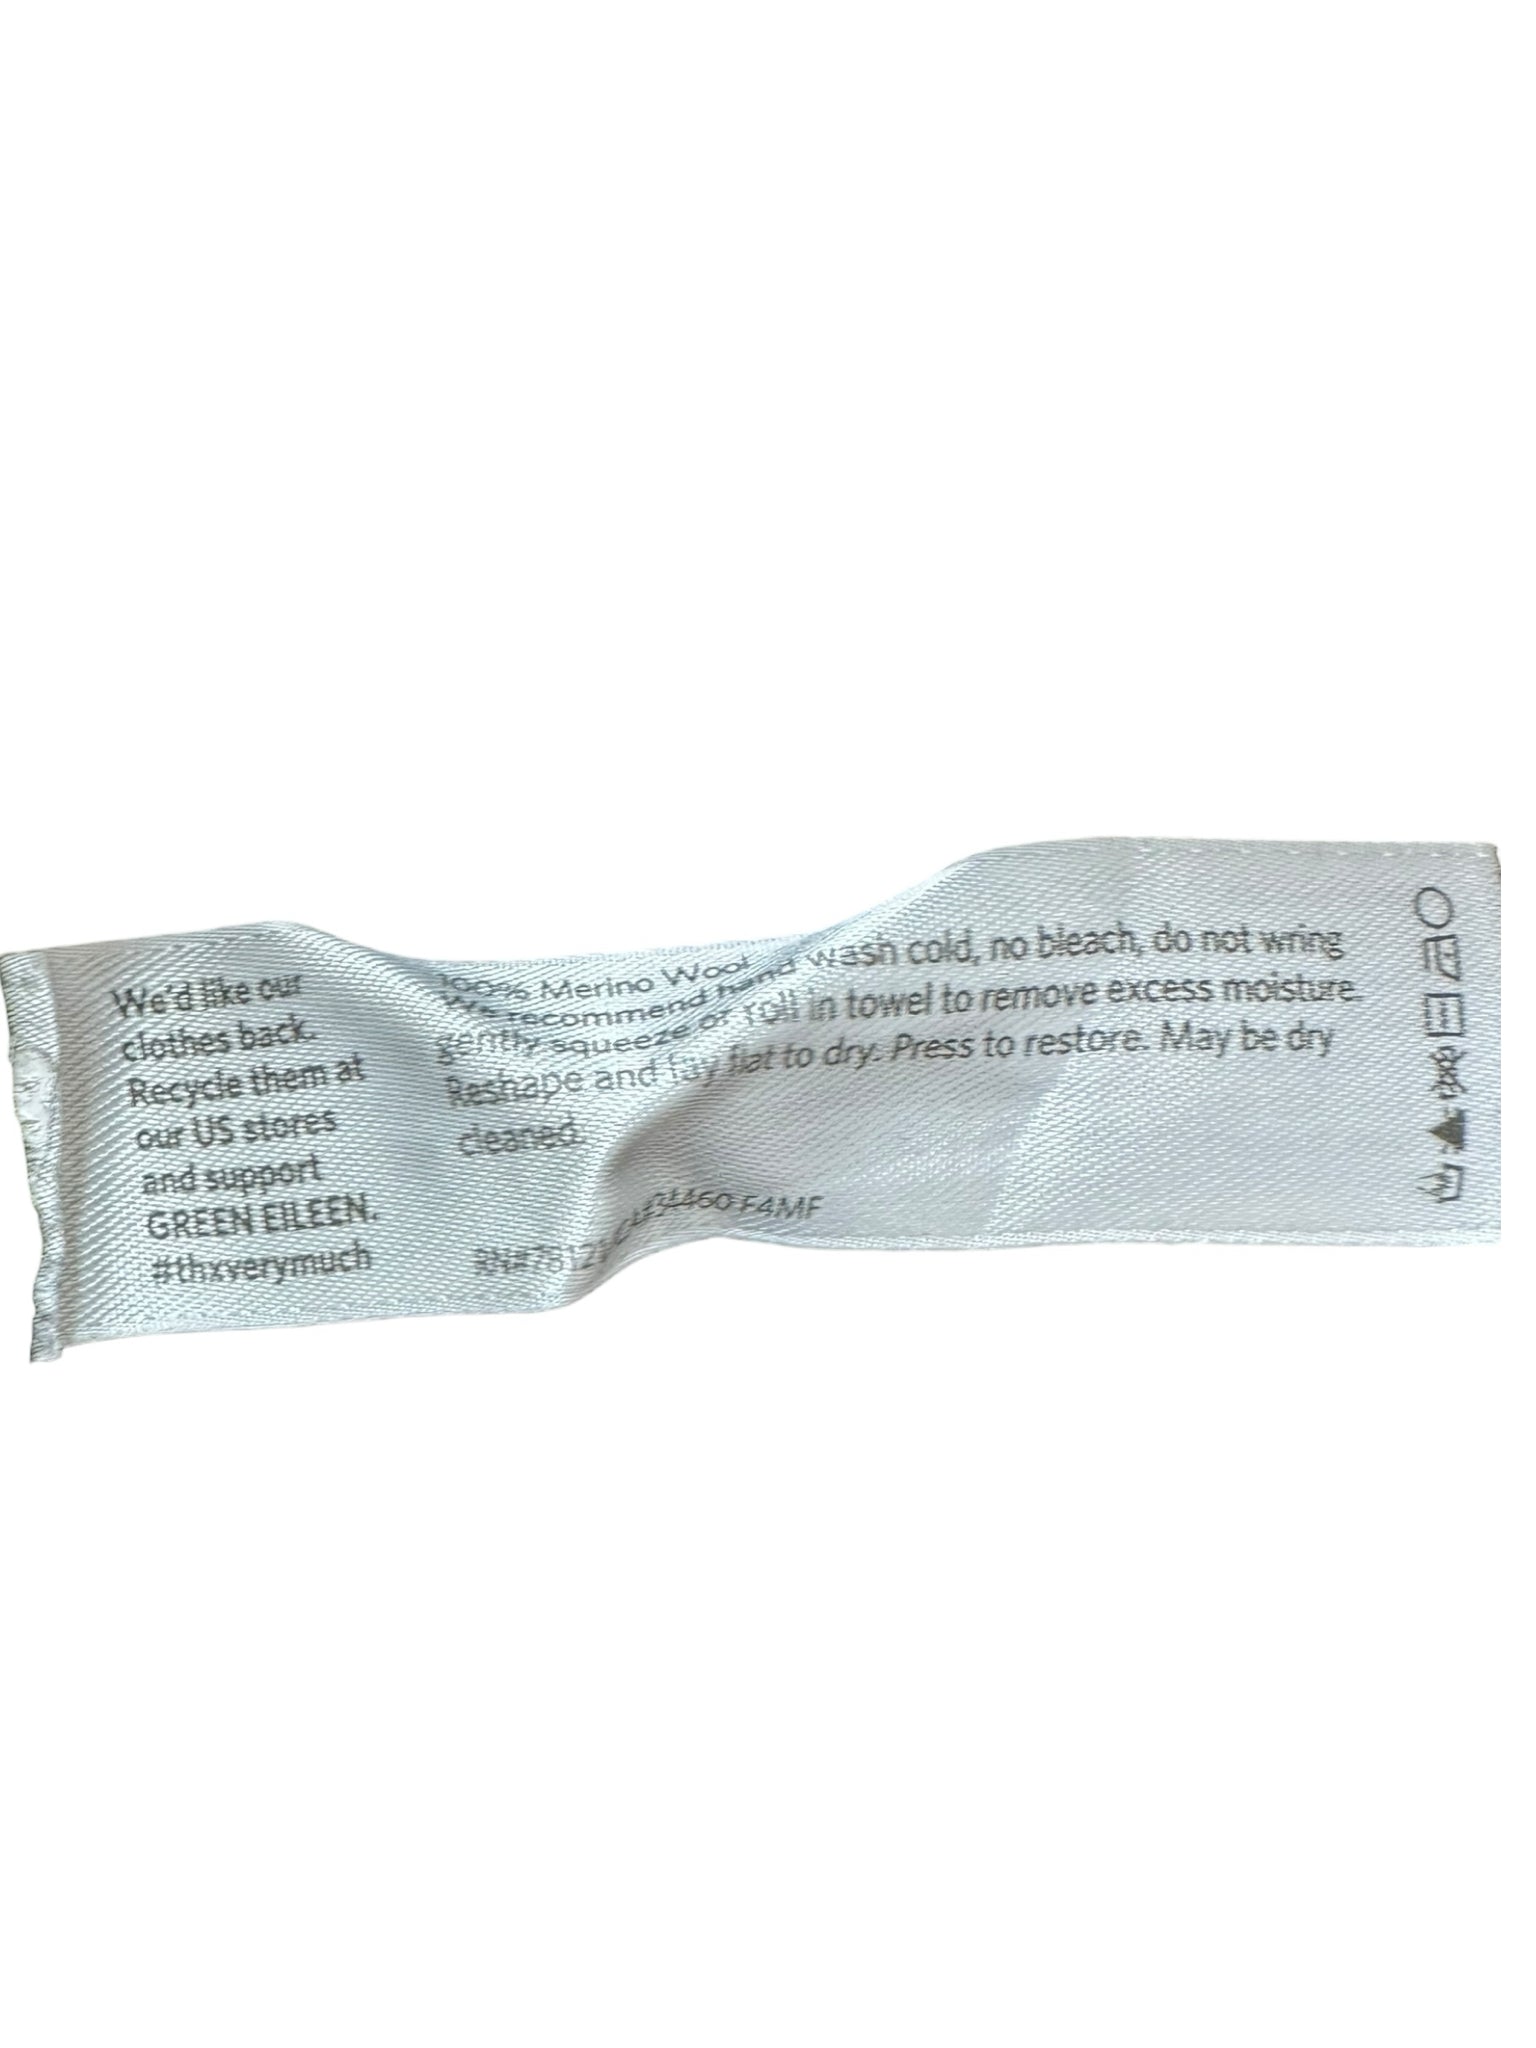 We'd like our
clothes back.
Recycle them at
our US stores
and support
GREEN EILEEN.
#thxverymuch
100% Merino Wool
We recommend hand wash cold, no bleach, do not wring
gently squeeze or roll in towel to remove excess moisture.
Reshape and lay flat to dry. Press to restore. May be dry
cleaned.
F4MF